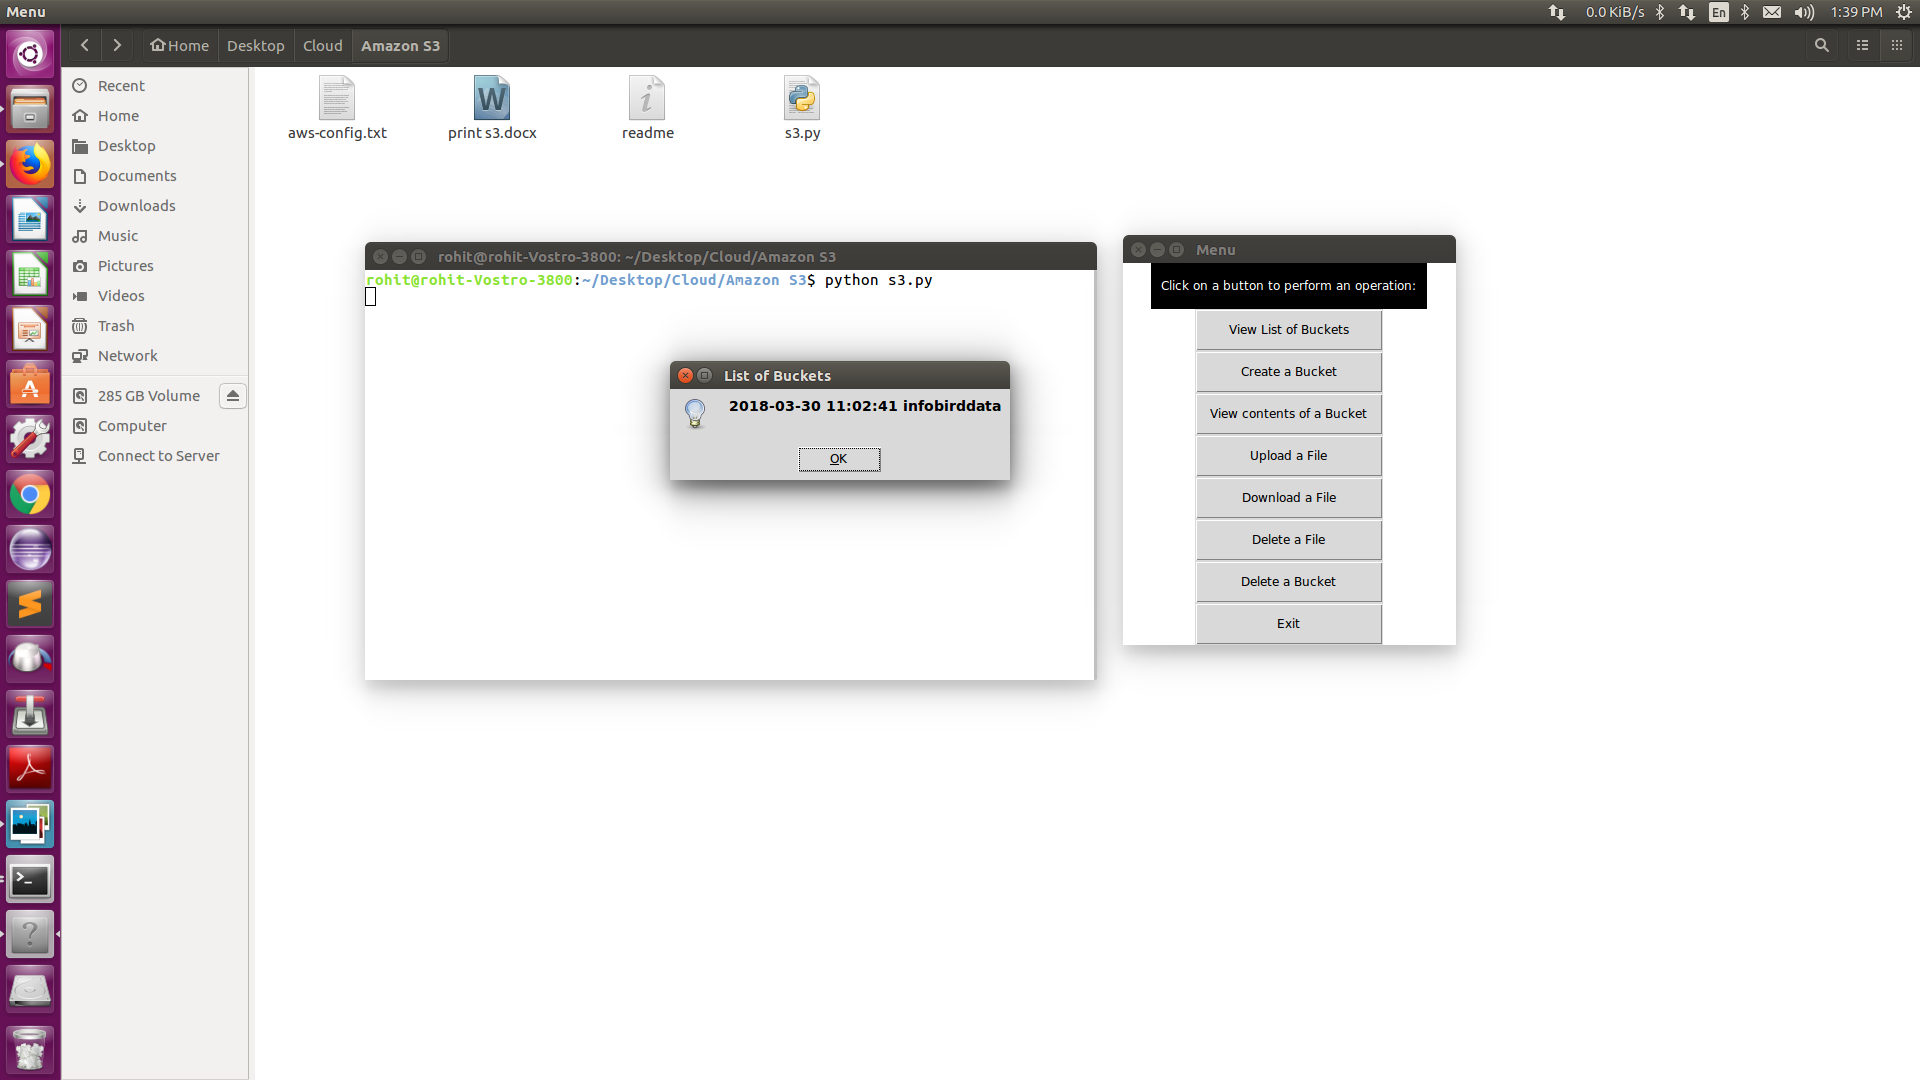 Menu
0.0 KiB/s
En
1:39 PM
Home
Desktop
Cloud
Amazon S3
Recent
Home
Desktop
Documents
Downloads
Music
Pictures
Videos
Trash
Network
285 GB Volume
Computer
Connect to Server
aws-config.txt
print s3.docx
readme
s3.py
rohit@rohit-Vostro-3800: ~/Desktop/Cloud/Amazon S3
rohit@rohit-Vostro-3800:~/Desktop/Cloud/Amazon S3$ python s3.py
List of Buckets
2018-03-30 11:02:41 infobirddata
OK
Menu
Click on a button to perform an operation:
View List of Buckets
Create a Bucket
View contents of a Bucket
Upload a File
Download a File
Delete a File
Delete a Bucket
Exit